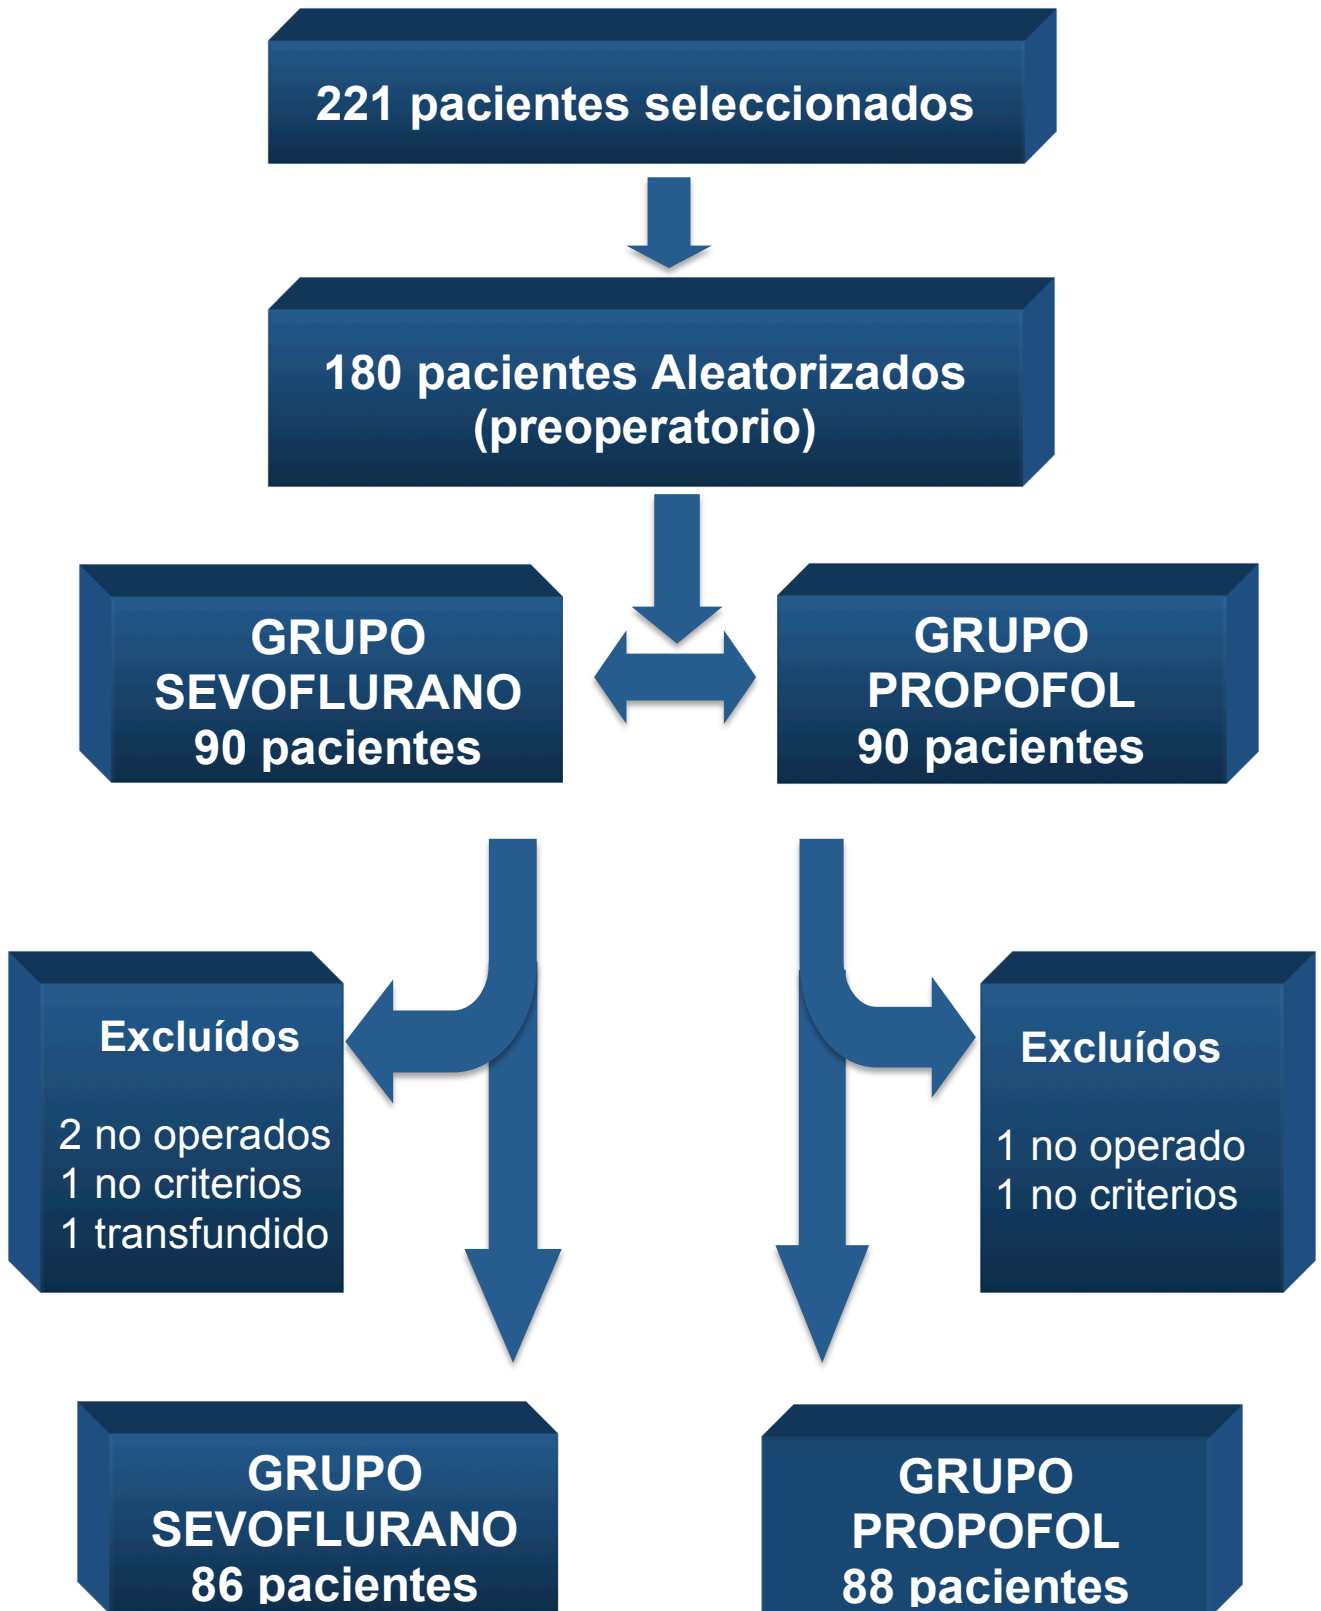 221 pacientes seleccionados
180 pacientes Aleatorizados
(preoperatorio)
GRUPO
SEVOFLURANO
90 pacientes
GRUPO
PROPOFOL
90 pacientes
Excluídos
2 no operados
1 no criterios
1 transfundido
Excluídos
1 no operado
1 no criterios
GRUPO
SEVOFLURANO
86 pacientes
GRUPO
PROPOFOL
88 pacientes